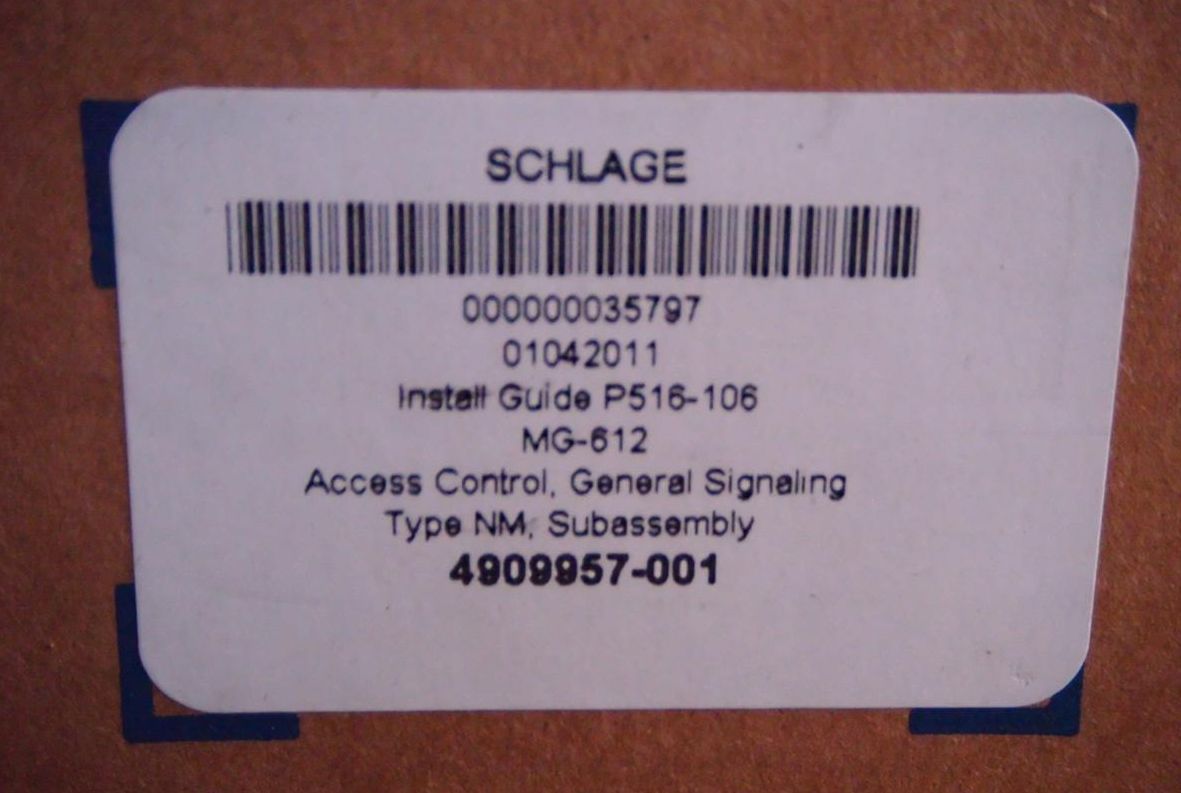 SCHLAGE
000000035797
01042011
Install Guide P516-106
MG-612
Access Control, General Signaling
Type NM, Subassembly
4909957-001